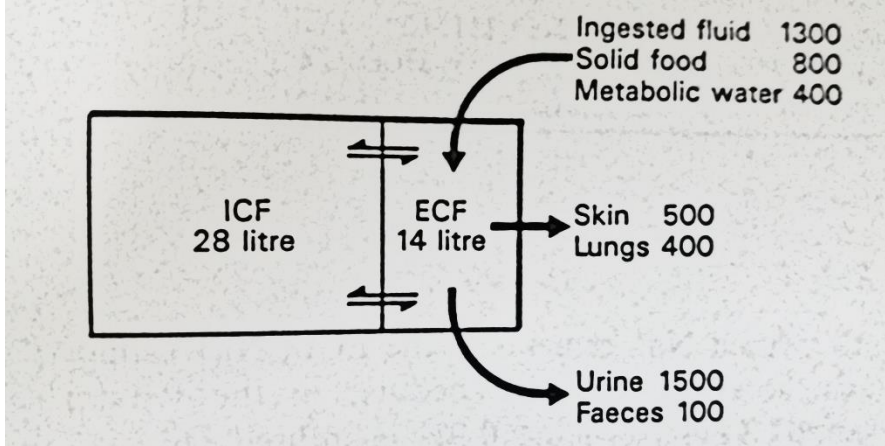 Ingested fluid 1300
Solid food 800
Metabolic water 400
ICF
28 litre
ECF
14 litre
Skin 500
Lungs 400
Urine 1500
Faeces 100